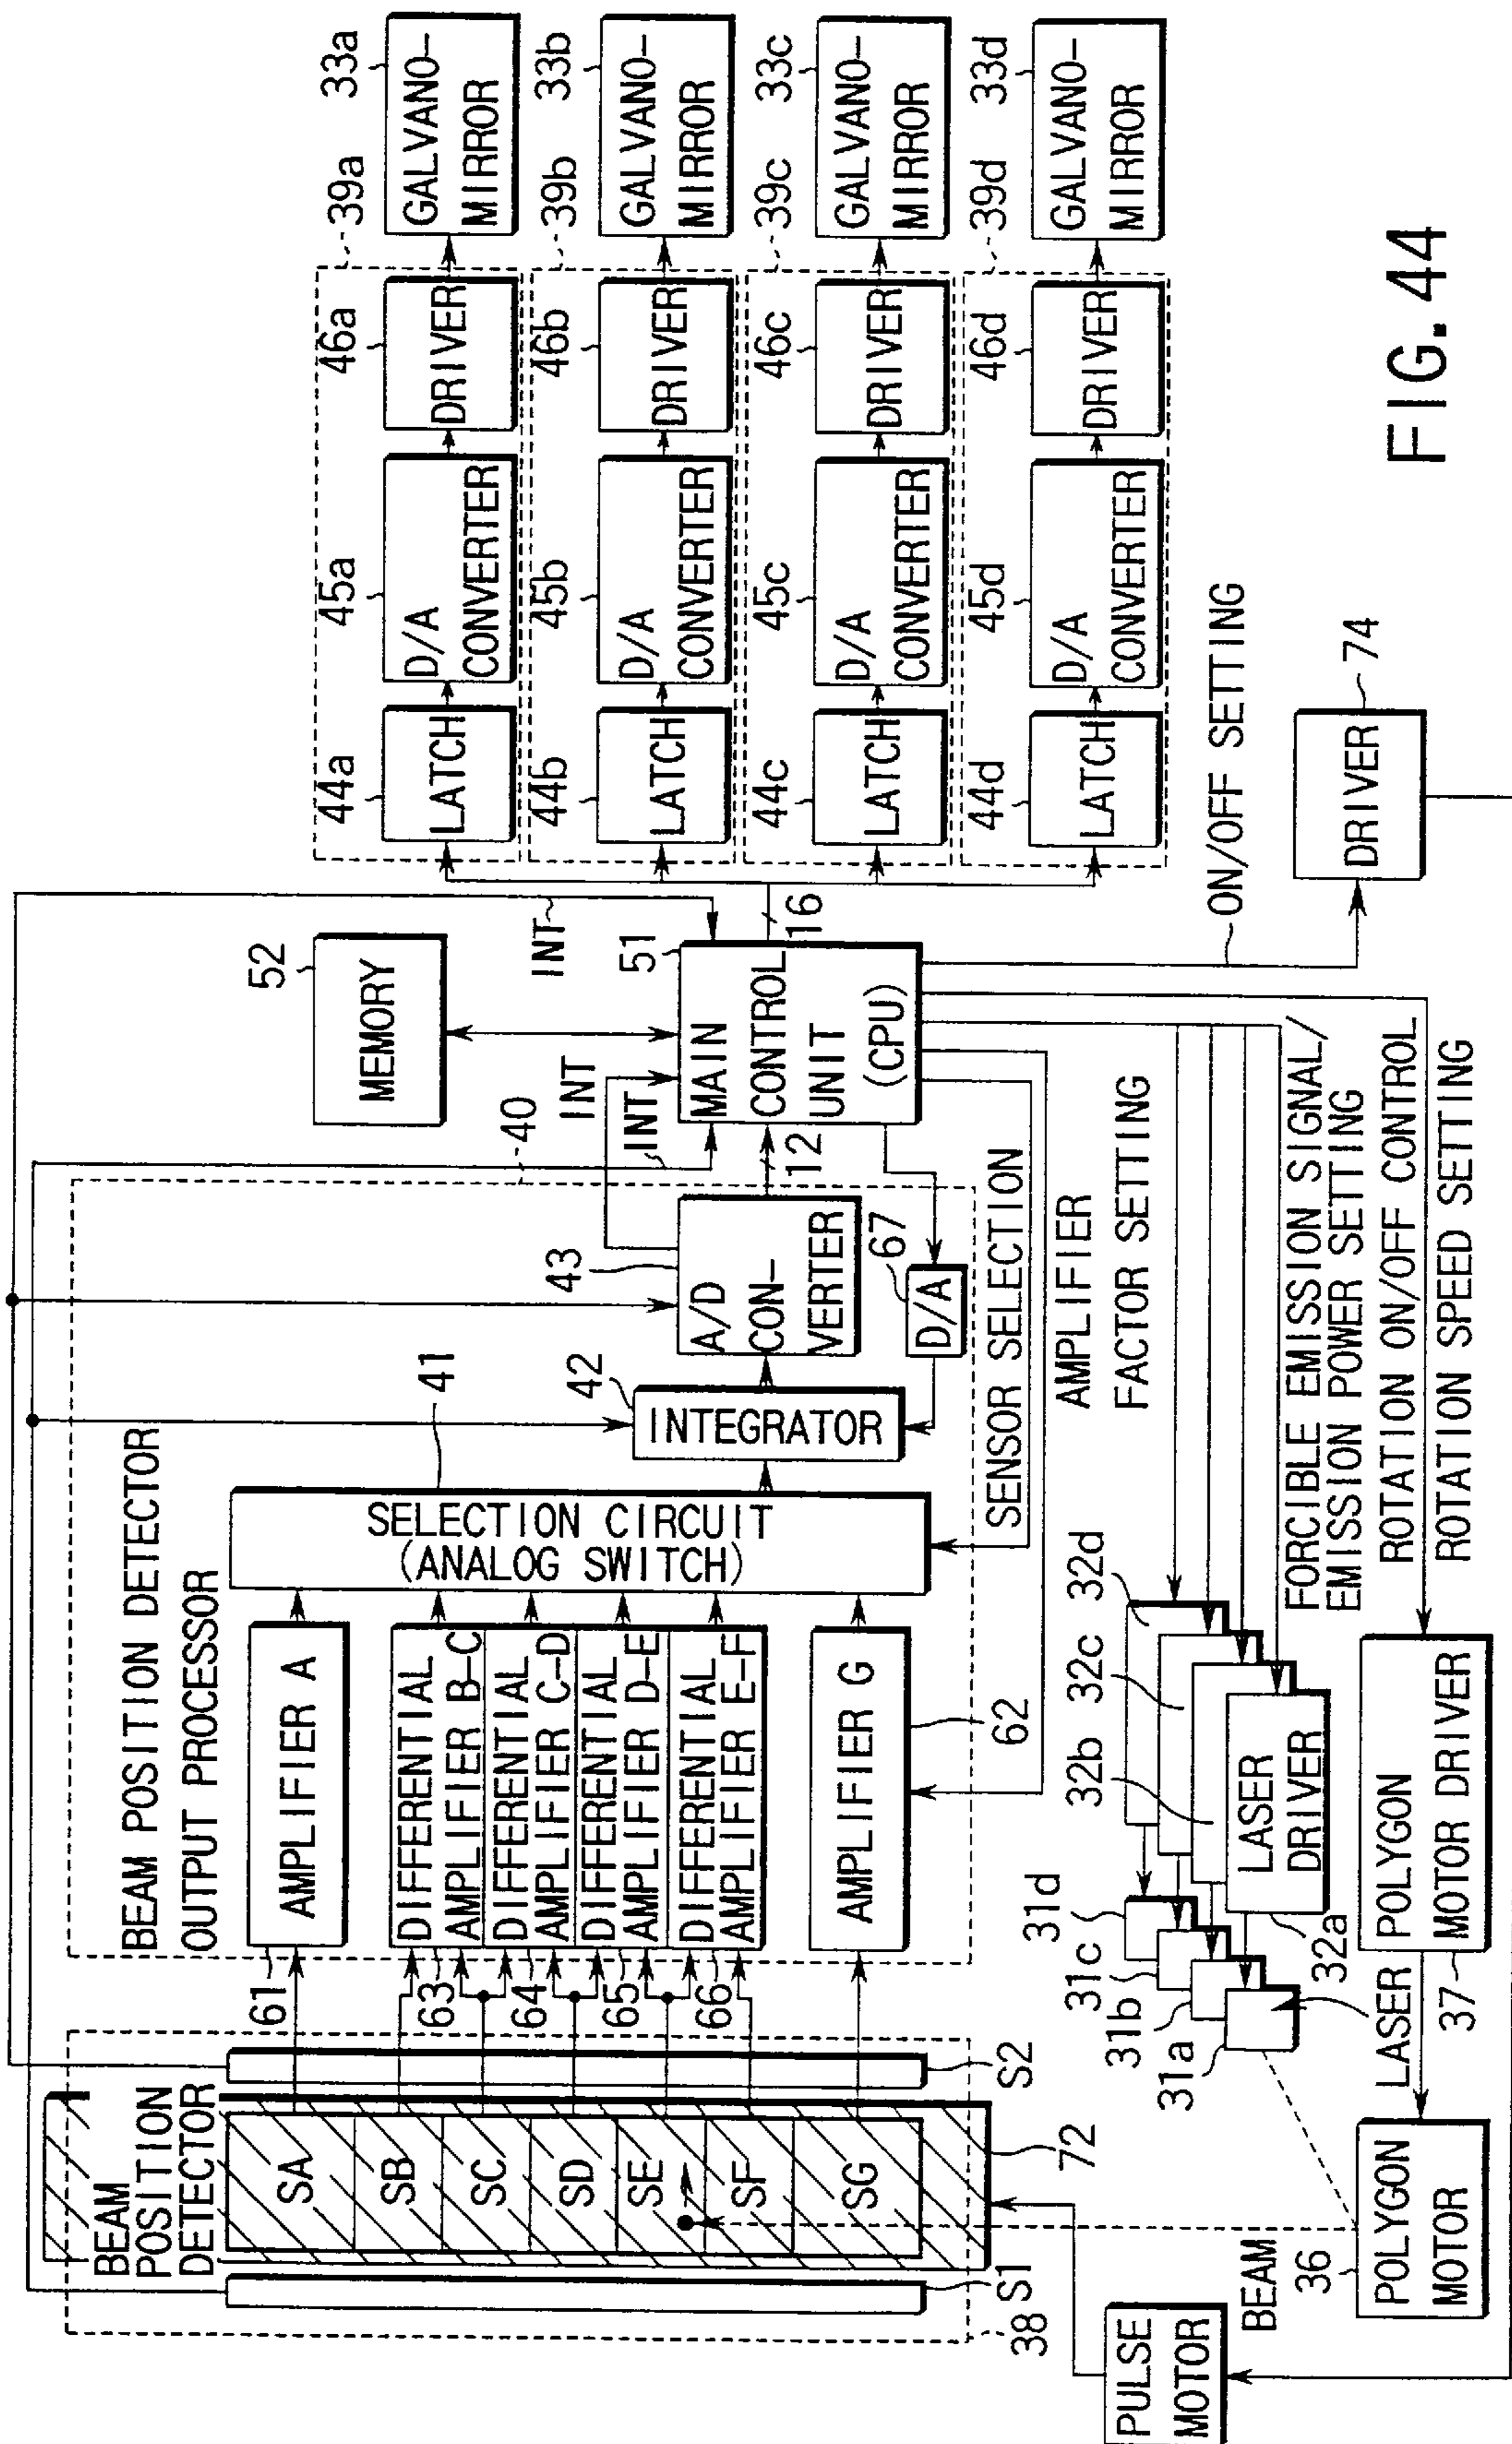 BEAM
POSITION
DETECTOR
S1
SA
SB
SC
SD
SE
SF
SG
S2
38
72
PULSE
MOTOR
BEAM
36
POLYGON
MOTOR
BEAM POSITION DETECTOR
OUTPUT PROCESSOR
61
AMPLIFIER A
63
DIFFERENTIAL
AMPLIFIER B-C
64
DIFFERENTIAL
AMPLIFIER C-D
65
DIFFERENTIAL
AMPLIFIER D-E
66
DIFFERENTIAL
AMPLIFIER E-F
AMPLIFIER G
62
41
SELECTION CIRCUIT
(ANALOG SWITCH)
42
INTEGRATOR
43
A/D
CON-
VERTER
67
D/A
40
INT
INT
INT
12
16
52
MEMORY
51
MAIN
CONTROL
UNIT
(CPU)
SENSOR SELECTION
AMPLIFIER
FACTOR SETTING
FORCIBLE EMISSION SIGNAL/
EMISSION POWER SETTING
ROTATION ON/OFF CONTROL
ROTATION SPEED SETTING
ON/OFF SETTING
74
DRIVER
31d
31c
31b
31a
LASER
32d
32c
32b
LASER
DRIVER
32a
37
POLYGON
MOTOR DRIVER
44a
LATCH
45a
D/A
CONVERTER
46a
DRIVER
39a
33a
GALVANO-
MIRROR
44b
LATCH
45b
D/A
CONVERTER
46b
DRIVER
39b
33b
GALVANO-
MIRROR
44c
LATCH
45c
D/A
CONVERTER
46c
DRIVER
39c
33c
GALVANO-
MIRROR
44d
LATCH
45d
D/A
CONVERTER
46d
DRIVER
39d
33d
GALVANO-
MIRROR
FIG. 44